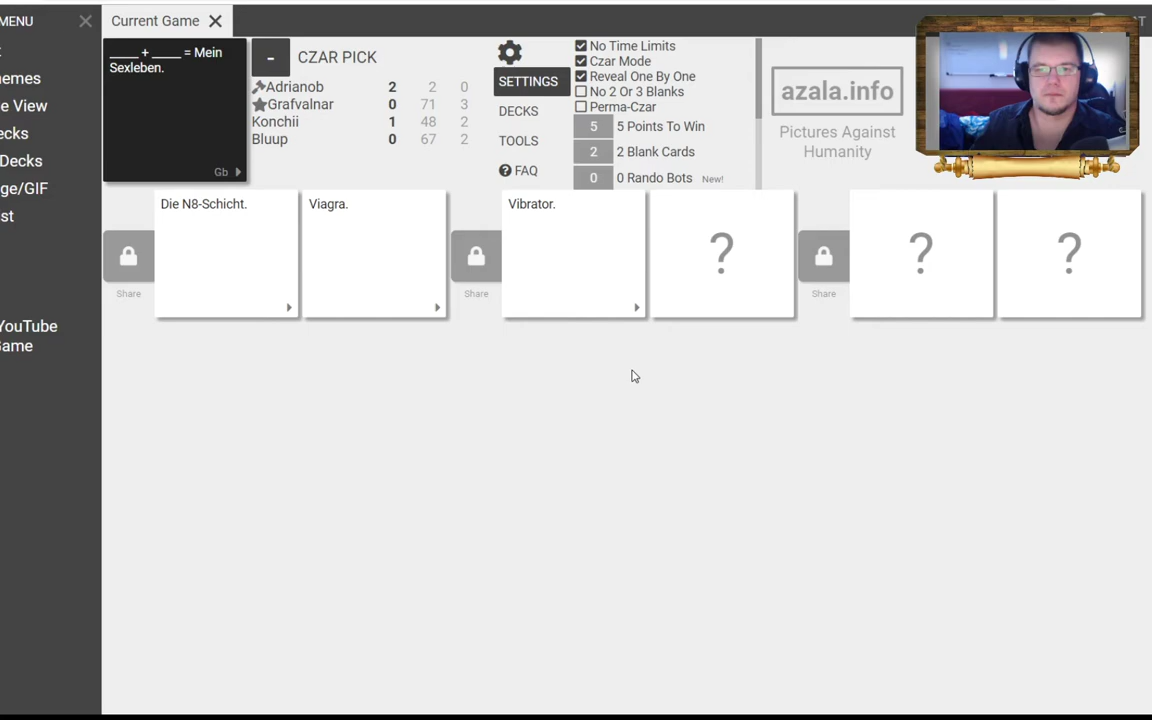 MENU
Current Game
emes
e View
ecks
Decks
ge/GIF
st
YouTube
Game
____ + ____ = Mein
Sexleben.
Gb
-
CZAR PICK
Adrianob 2 2 0
Grafvalnar 0 71 3
Konchii 1 48 2
Bluup 0 67 2
SETTINGS
DECKS
TOOLS
? FAQ
No Time Limits
Czar Mode
Reveal One By One
No 2 Or 3 Blanks
Perma-Czar
5 5 Points To Win
2 2 Blank Cards
0 0 Rando Bots New!
azala.info
Pictures Against
Humanity
Share
Die N8-Schicht.
Viagra.
Share
Vibrator.
?
Share
?
?